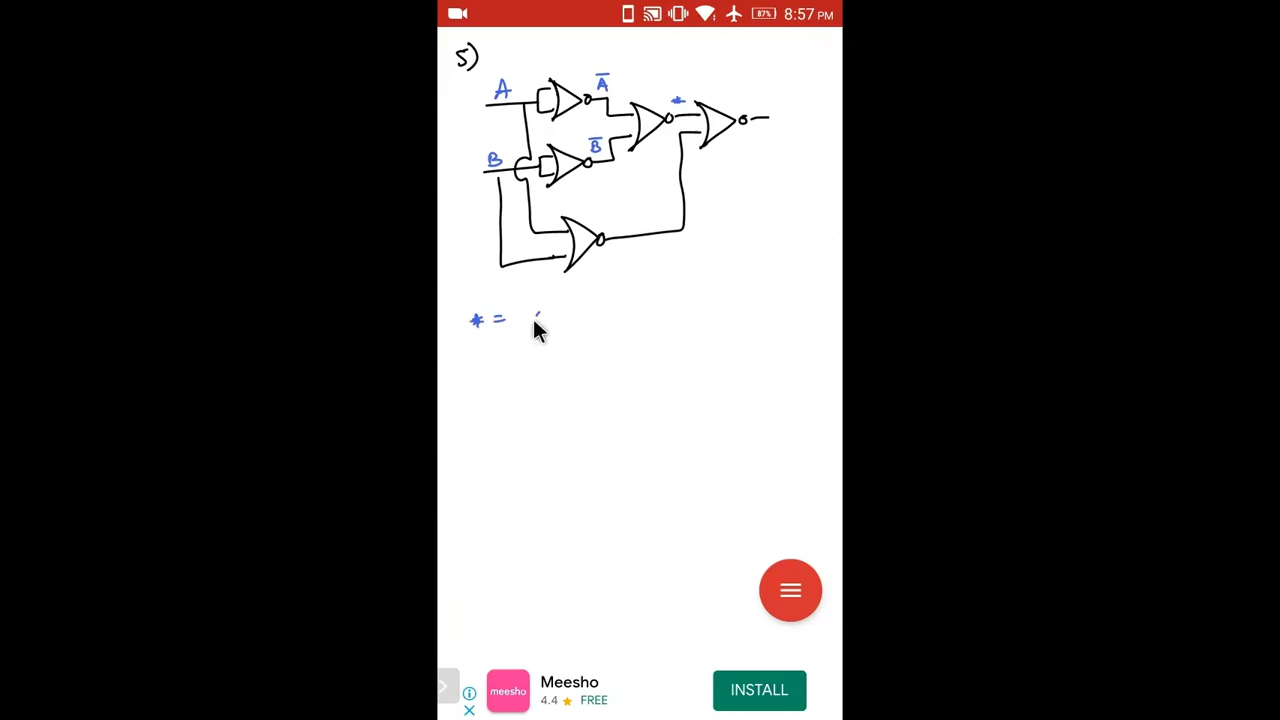 87% 8:57 PM
5)
A A̅ *
B B̅
* =
Meesho
meesho
4.4 ★ FREE
INSTALL